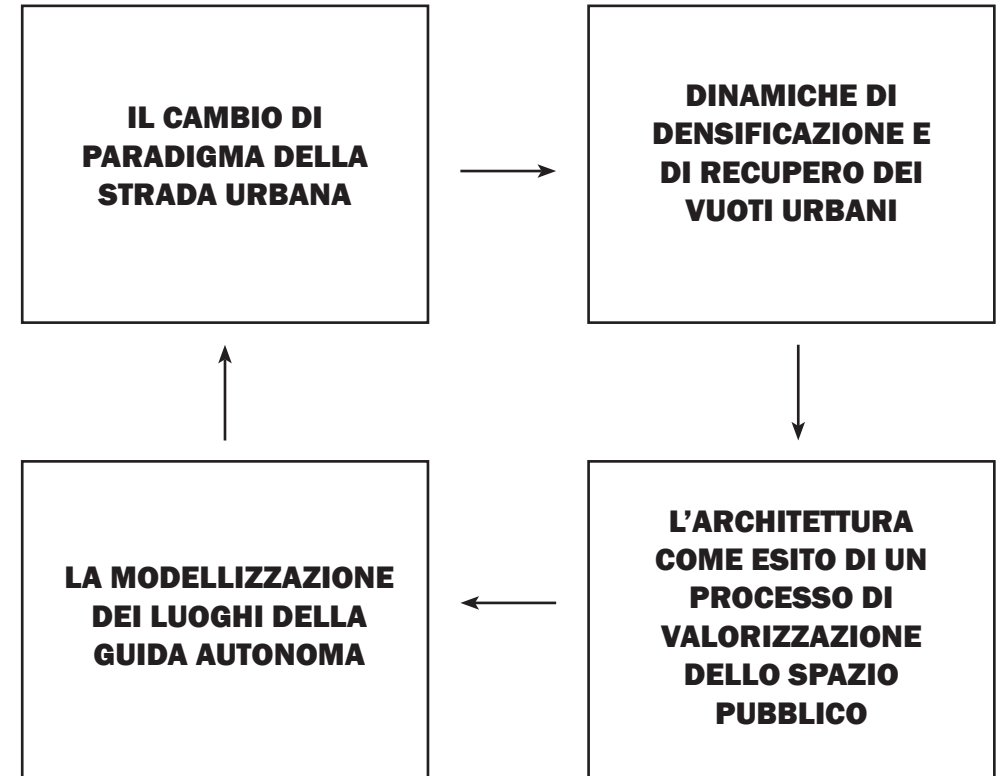 IL CAMBIO DI
PARADIGMA DELLA
STRADA URBANA
DINAMICHE DI
DENSIFICAZIONE E
DI RECUPERO DEI
VUOTI URBANI
L'ARCHITETTURA
COME ESITO DI UN
PROCESSO DI
VALORIZZAZIONE
DELLO SPAZIO
PUBBLICO
LA MODELLIZZAZIONE
DEI LUOGHI DELLA
GUIDA AUTONOMA